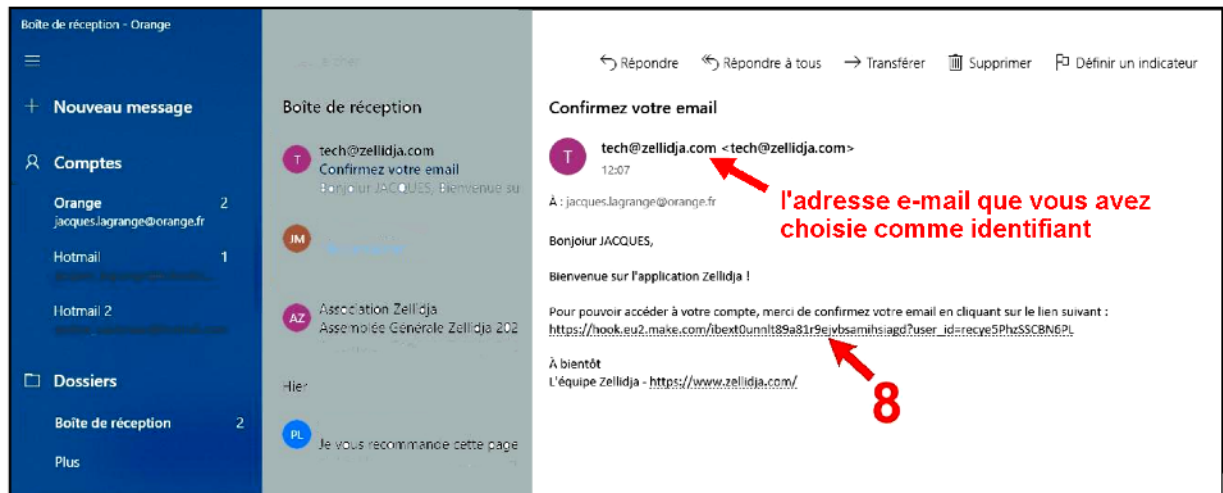 Boîte de réception - Orange
Répondre Répondre à tous Transférer Supprimer Définir un indicateur
+ Nouveau message
Comptes
Orange 2
jacques.lagrange@orange.fr
Hotmail 1
Hotmail 2
Dossiers
Boîte de réception 2
Plus
Boîte de réception
T
tech@zellidja.com
Confirmez votre email
Bonjoiur JACQUES, Bienvenue su
JM
AZ
Association Zellidja
Assemblée Générale Zellidja 202
Hier
PL
Je vous recommande cette page
Confirmez votre email
T
tech@zellidja.com <tech@zellidja.com>
12:07
À : jacques.lagrange@orange.fr
l'adresse e-mail que vous avez
choisie comme identifiant
Bonjoiur JACQUES,
Bienvenue sur l'application Zellidja !
Pour pouvoir accéder à votre compte, merci de confirmez votre email en cliquant sur le lien suivant :
https://hook.eu2.make.com/ibext0unnlt89a81r9ejvbsamihsiagd?user_id=recye5PhzSSCBN6PL
À bientôt
L'équipe Zellidja - https://www.zellidja.com/
8